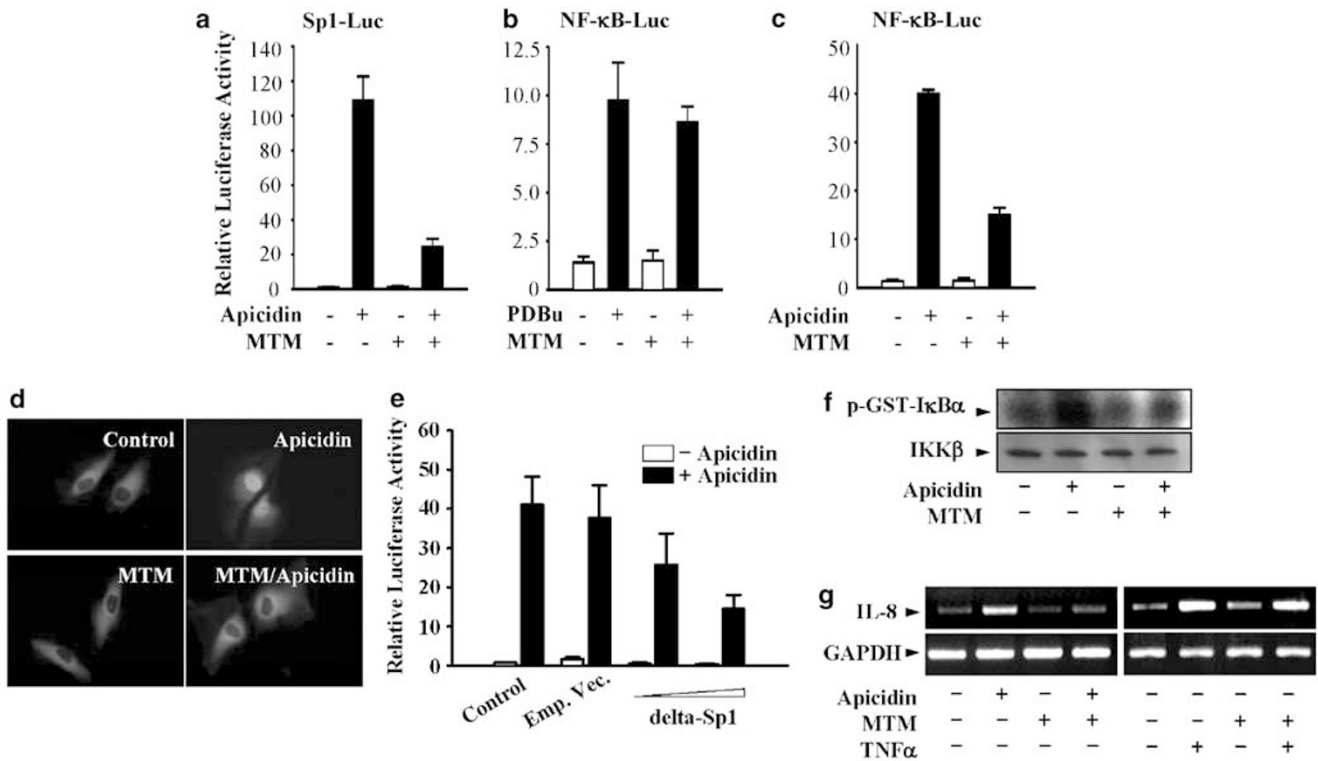 a Sp1-Luc
Relative Luciferase Activity
140
120
100
80
60
40
20
0
Apicidin - + - +
MTM - - + +
b NF-κB-Luc
12.5
10.0
7.5
5.0
2.5
0
PDBu - + - +
MTM - - + +
c NF-κB-Luc
50
40
30
20
10
0
Apicidin - + - +
MTM - - + +
d
Control
Apicidin
MTM
MTM/Apicidin
e
Relative Luciferase Activity
60
50
40
30
20
10
0
– Apicidin
+ Apicidin
Control
Emp. Vec.
delta-Sp1
f
p-GST-IκBα
IKKβ
Apicidin – + – +
MTM – – + +
g
IL-8
GAPDH
Apicidin – + – + – – – –
MTM – – + + – – + +
TNFα – – – – – + – +